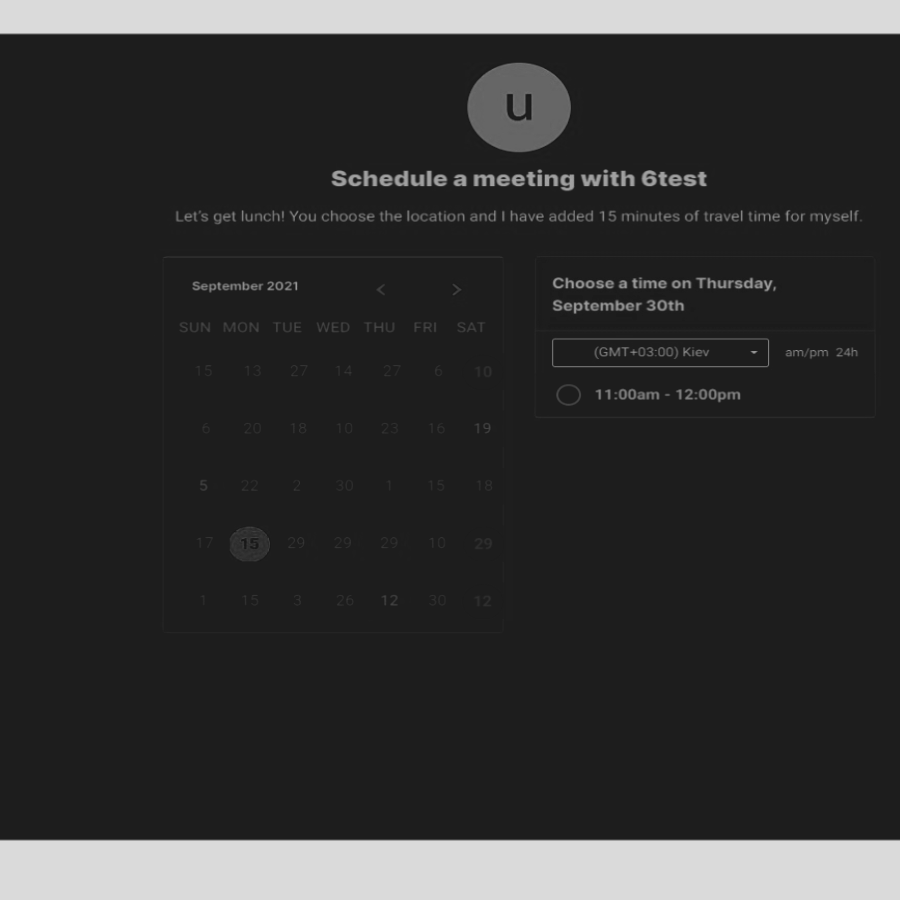 u
Schedule a meeting with 6test
Let's get lunch! You choose the location and I have added 15 minutes of travel time for myself.
September 2021 < >
SUN MON TUE WED THU FRI SAT
15 13 27 14 27 6 10
6 20 18 10 23 16 19
5 22 2 30 1 15 18
17 15 29 29 29 10 29
1 15 3 26 12 30 12
Choose a time on Thursday,
September 30th
(GMT+03:00) Kiev am/pm 24h
11:00am - 12:00pm